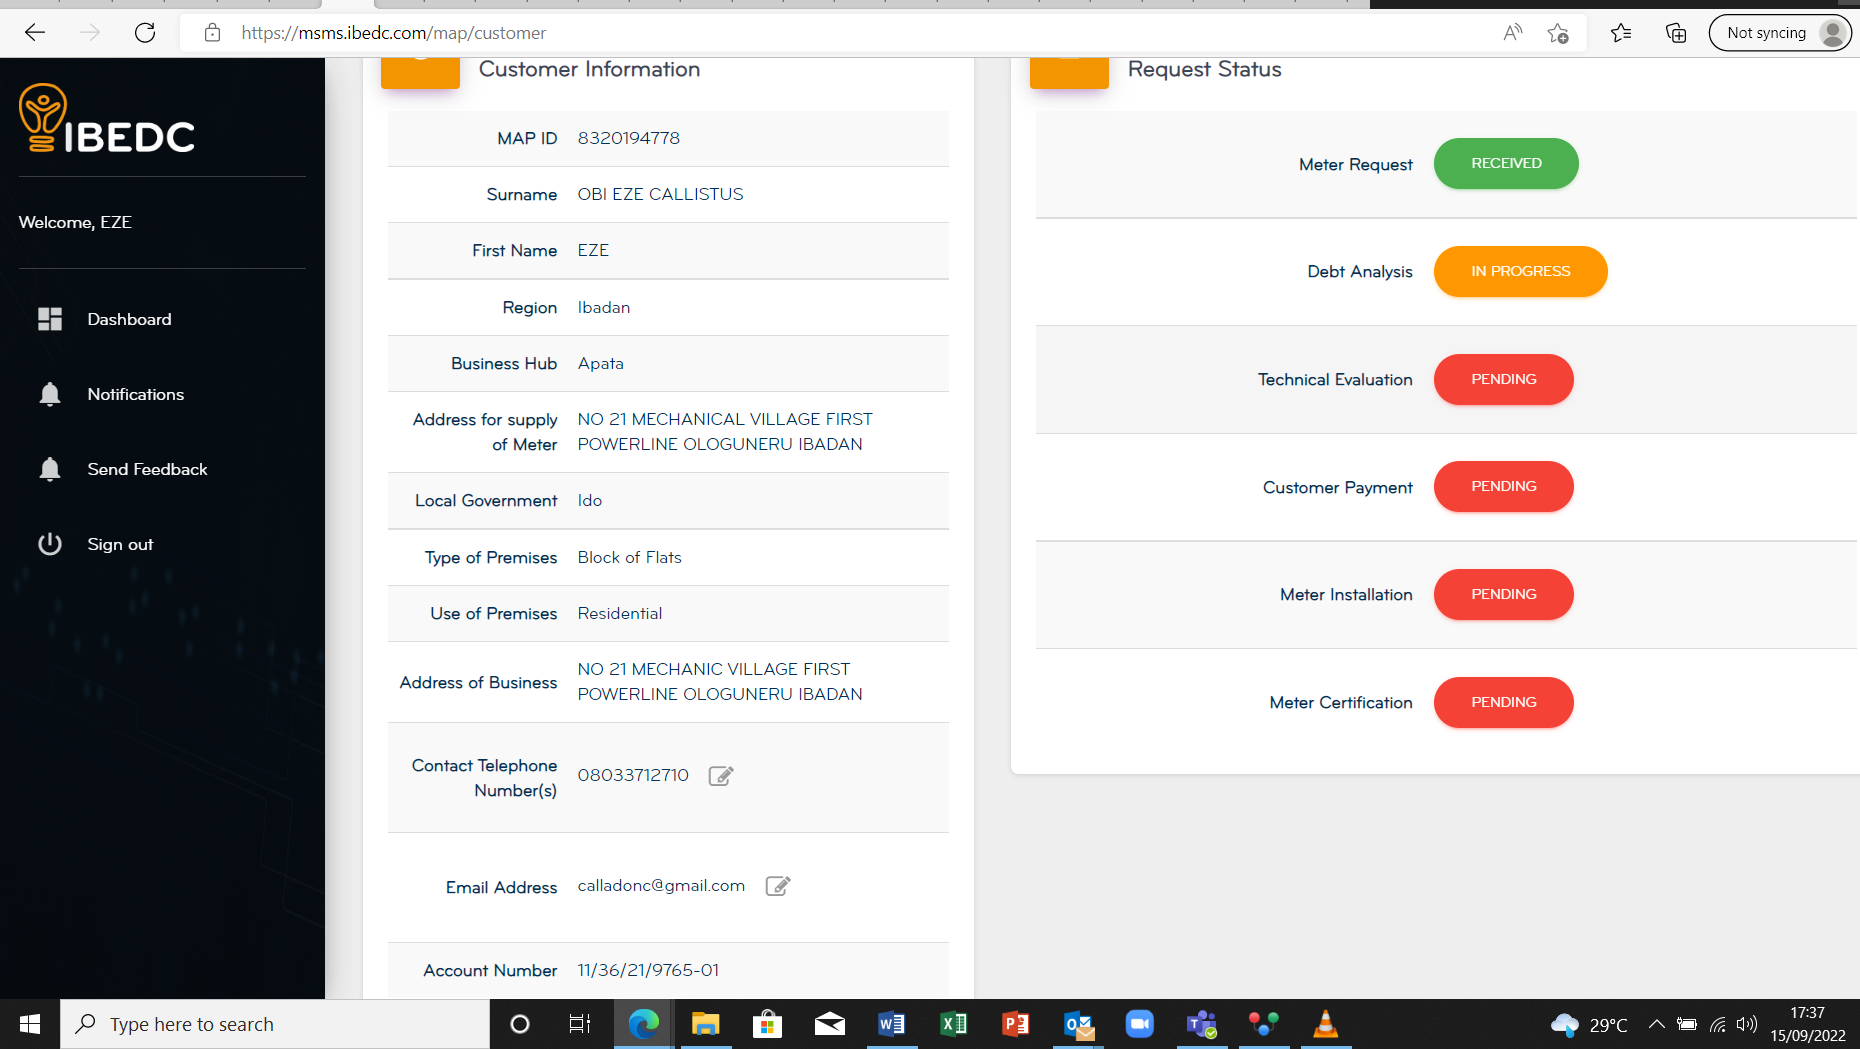 https://msms.ibedc.com/map/customer
Not syncing
IBEDC
Welcome, EZE
Dashboard
Notifications
Send Feedback
Sign out
Customer Information
MAP ID 8320194778
Surname OBI EZE CALLISTUS
First Name EZE
Region Ibadan
Business Hub Apata
Address for supply of Meter NO 21 MECHANICAL VILLAGE FIRST POWERLINE OLOGUNERU IBADAN
Local Government Ido
Type of Premises Block of Flats
Use of Premises Residential
Address of Business NO 21 MECHANIC VILLAGE FIRST POWERLINE OLOGUNERU IBADAN
Contact Telephone Number(s) 08033712710
Email Address calladonc@gmail.com
Account Number 11/36/21/9765-01
Request Status
Meter Request RECEIVED
Debt Analysis IN PROGRESS
Technical Evaluation PENDING
Customer Payment PENDING
Meter Installation PENDING
Meter Certification PENDING
Type here to search
29°C
17:37
15/09/2022